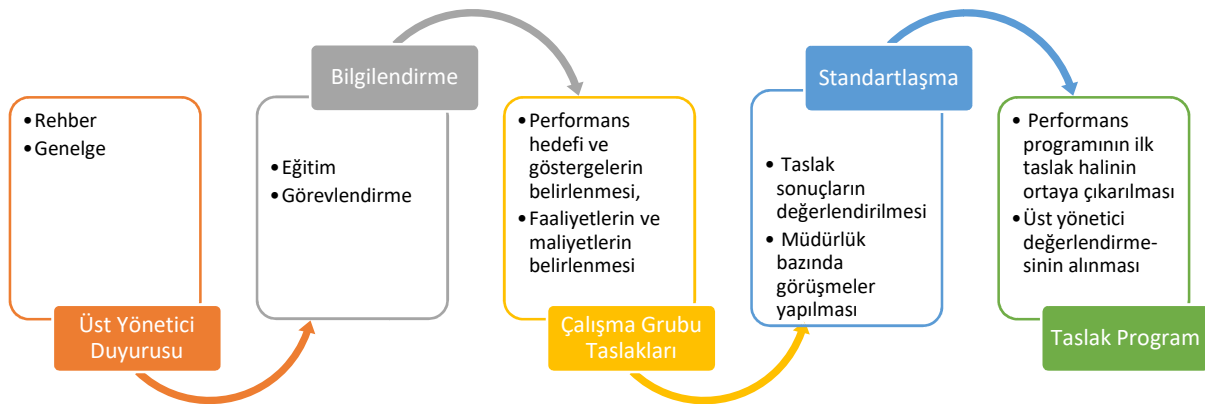 • Rehber
• Genelge
Üst Yönetici
Duyurusu
Bilgilendirme
• Eğitim
• Görevlendirme
• Performans
hedefi ve
göstergelerin
belirlenmesi,
• Faaliyetlerin ve
maliyetlerin
belirlenmesi
Çalışma Grubu
Taslakları
Standartlaşma
• Taslak
sonuçların
değerlendirilmesi
• Müdürlük
bazında
görüşmeler
yapılması
• Performans
programının ilk
taslak halinin
ortaya çıkarılması
• Üst yönetici
değerlendirme-
sinin alınması
Taslak Program